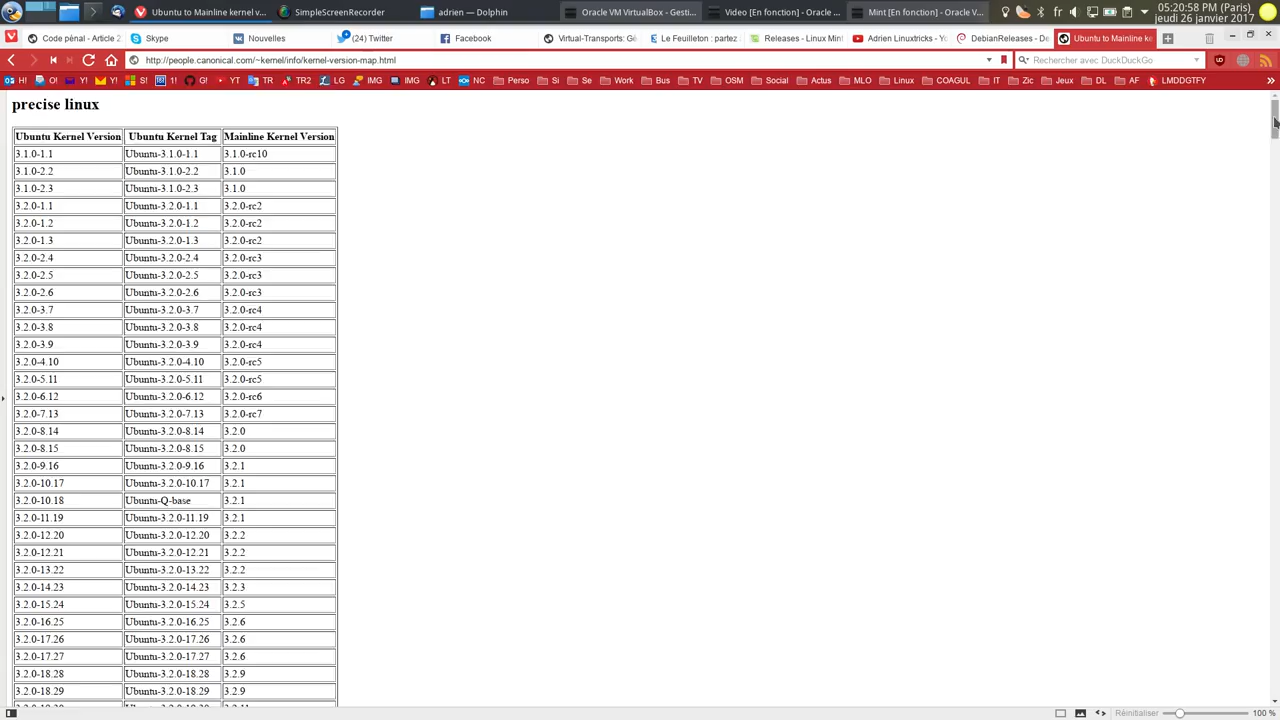 Ubuntu to Mainline kernel v...
SimpleScreenRecorder
adrien — Dolphin
Oracle VM VirtualBox - Gesti...
Video [En fonction] - Oracle ...
Mint [En fonction] - Oracle V...
fr
05:20:58 PM (Paris)
jeudi 26 janvier 2017
Code pénal - Article 2
Skype
Nouvelles
(24) Twitter
Facebook
Virtual-Transports: Gé
Le Feuilleton : partez
Releases - Linux Mint
Adrien Linuxtricks - Yo
DebianReleases - De
Ubuntu to Mainline ke
http://people.canonical.com/~kernel/info/kernel-version-map.html
Rechercher avec DuckDuckGo
H! O! Y! Y! S! 1! G! YT TR TR2 LG IMG IMG LT NC Perso Si Se Work Bus TV OSM Social Actus MLO Linux COAGUL IT Zic Jeux DL AF LMDDGTFY
precise linux
Ubuntu Kernel Version Ubuntu Kernel Tag Mainline Kernel Version
3.1.0-1.1 Ubuntu-3.1.0-1.1 3.1.0-rc10
3.1.0-2.2 Ubuntu-3.1.0-2.2 3.1.0
3.1.0-2.3 Ubuntu-3.1.0-2.3 3.1.0
3.2.0-1.1 Ubuntu-3.2.0-1.1 3.2.0-rc2
3.2.0-1.2 Ubuntu-3.2.0-1.2 3.2.0-rc2
3.2.0-1.3 Ubuntu-3.2.0-1.3 3.2.0-rc2
3.2.0-2.4 Ubuntu-3.2.0-2.4 3.2.0-rc3
3.2.0-2.5 Ubuntu-3.2.0-2.5 3.2.0-rc3
3.2.0-2.6 Ubuntu-3.2.0-2.6 3.2.0-rc3
3.2.0-3.7 Ubuntu-3.2.0-3.7 3.2.0-rc4
3.2.0-3.8 Ubuntu-3.2.0-3.8 3.2.0-rc4
3.2.0-3.9 Ubuntu-3.2.0-3.9 3.2.0-rc4
3.2.0-4.10 Ubuntu-3.2.0-4.10 3.2.0-rc5
3.2.0-5.11 Ubuntu-3.2.0-5.11 3.2.0-rc5
3.2.0-6.12 Ubuntu-3.2.0-6.12 3.2.0-rc6
3.2.0-7.13 Ubuntu-3.2.0-7.13 3.2.0-rc7
3.2.0-8.14 Ubuntu-3.2.0-8.14 3.2.0
3.2.0-8.15 Ubuntu-3.2.0-8.15 3.2.0
3.2.0-9.16 Ubuntu-3.2.0-9.16 3.2.1
3.2.0-10.17 Ubuntu-3.2.0-10.17 3.2.1
3.2.0-10.18 Ubuntu-Q-base 3.2.1
3.2.0-11.19 Ubuntu-3.2.0-11.19 3.2.1
3.2.0-12.20 Ubuntu-3.2.0-12.20 3.2.2
3.2.0-12.21 Ubuntu-3.2.0-12.21 3.2.2
3.2.0-13.22 Ubuntu-3.2.0-13.22 3.2.2
3.2.0-14.23 Ubuntu-3.2.0-14.23 3.2.3
3.2.0-15.24 Ubuntu-3.2.0-15.24 3.2.5
3.2.0-16.25 Ubuntu-3.2.0-16.25 3.2.6
3.2.0-17.26 Ubuntu-3.2.0-17.26 3.2.6
3.2.0-17.27 Ubuntu-3.2.0-17.27 3.2.6
3.2.0-18.28 Ubuntu-3.2.0-18.28 3.2.9
3.2.0-18.29 Ubuntu-3.2.0-18.29 3.2.9
Réinitialiser 100 %